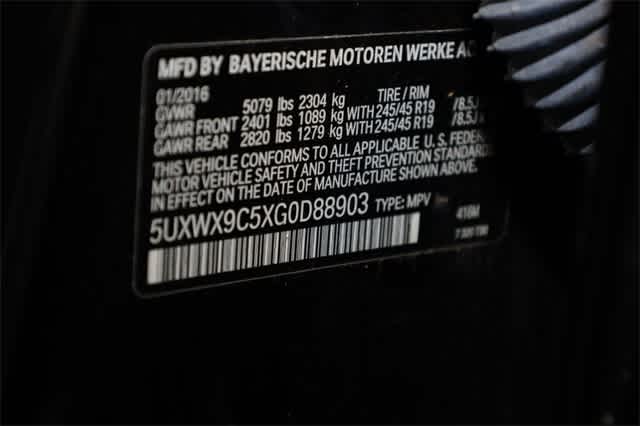 MFD BY BAYERISCHE MOTOREN WERKE AG
01/2016
GVWR 5079 lbs 2304 kg TIRE / RIM
GAWR FRONT 2401 lbs 1089 kg WITH 245/45 R19 /8.5J
GAWR REAR 2820 lbs 1279 kg WITH 245/45 R19 /8.5J
THIS VEHICLE CONFORMS TO ALL APPLICABLE U.S. FEDER
MOTOR VEHICLE SAFETY AND THEFT PREVENTION STANDARD
IN EFFECT ON THE DATE OF MANUFACTURE SHOWN ABOVE.
5UXWX9C5XG0D88903 TYPE: MPV 416M